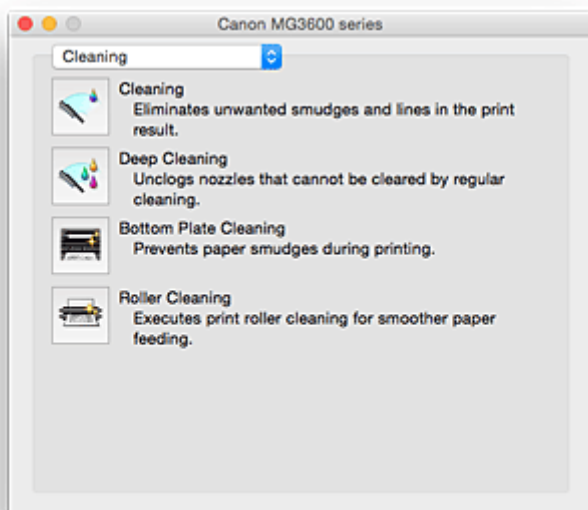 Canon MG3600 series
Cleaning
Cleaning
Eliminates unwanted smudges and lines in the print
result.
Deep Cleaning
Unclogs nozzles that cannot be cleared by regular
cleaning.
Bottom Plate Cleaning
Prevents paper smudges during printing.
Roller Cleaning
Executes print roller cleaning for smoother paper
feeding.